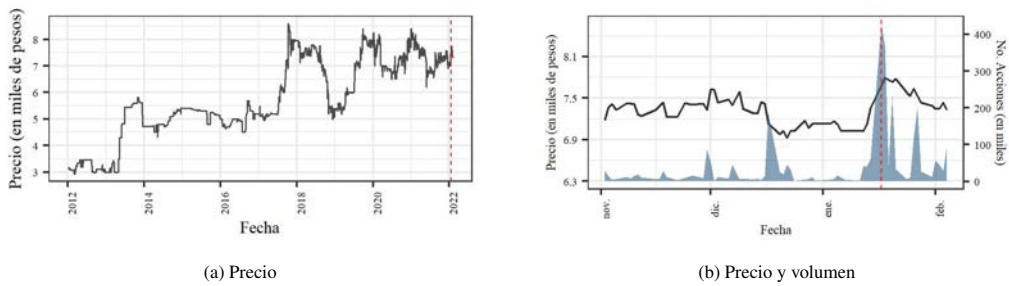 Precio (en miles de pesos)
8
7
6
5
4
3
2012
2014
2016
2018
2020
2022
Fecha
(a) Precio
Precio (en miles de pesos)
8.1
7.5
6.9
6.3
400
300
200
100
0
No. Acciones (en miles)
nov.
dic.
ene.
feb.
Fecha
(b) Precio y volumen